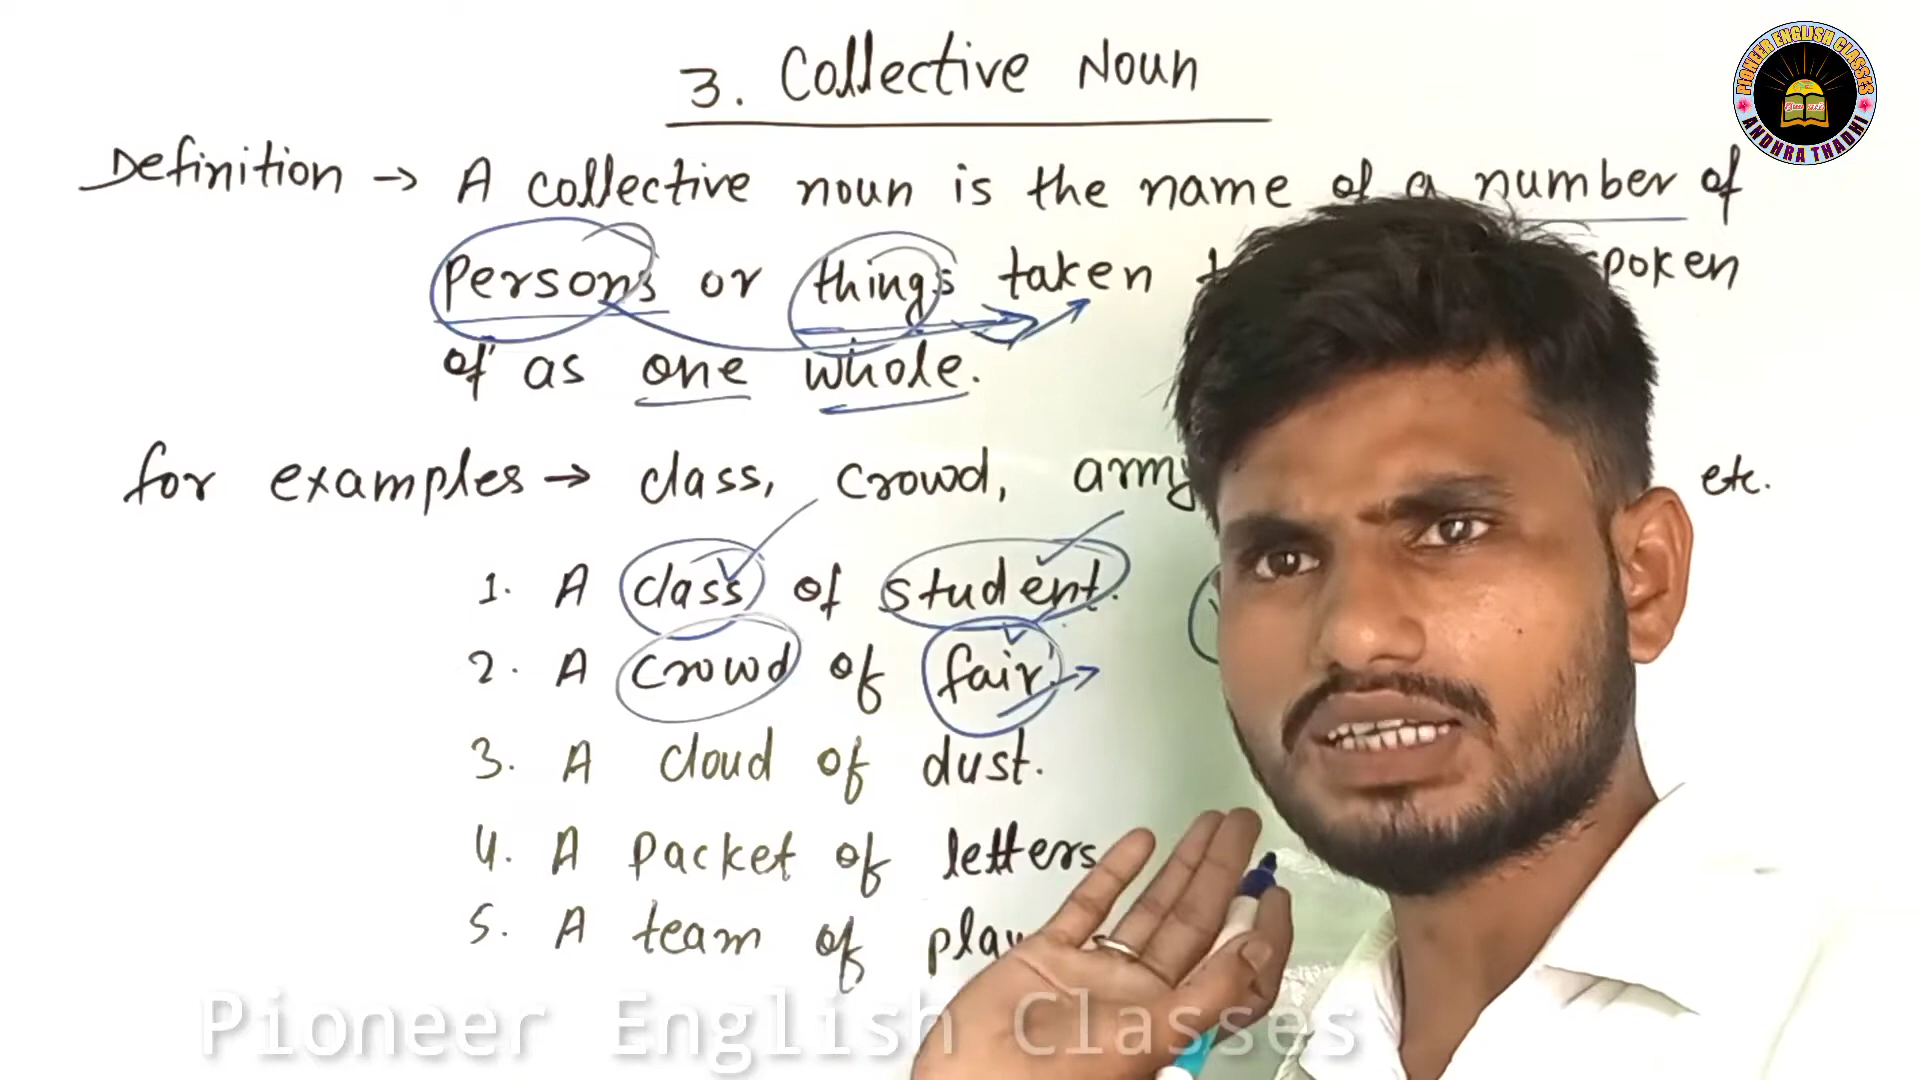 3. Collective Noun
PIONEER ENGLISH CLASSES
ANDHRA THADHI
Definition → A collective noun is the name of a number of
persons or things taken spoken
of as one whole.
for examples → class, crowd, army etc.
1. A class of student.
2. A crowd of fair.
3. A cloud of dust.
4. A packet of letters
5. A team of
Pioneer English Classes